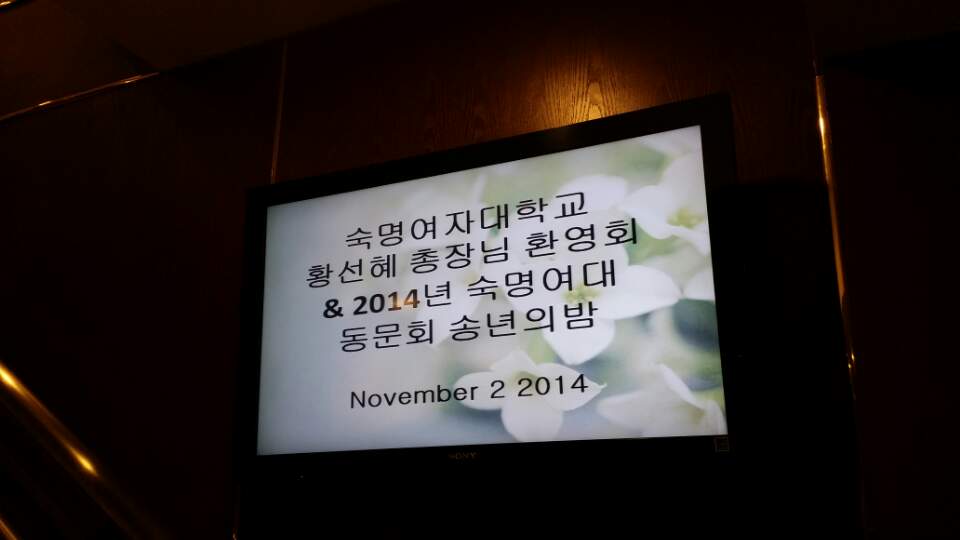 숙명여자대학교
황선혜 총장님 환영회
& 2014년 숙명여대
동문회 송년의밤
November 2 2014
SONY